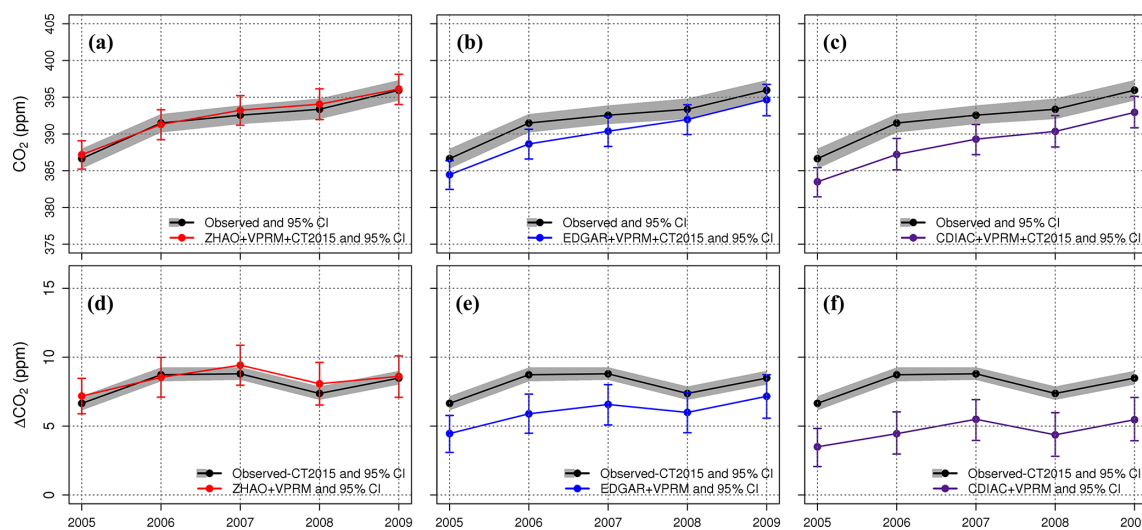 (a)
(b)
(c)
405
400
395
390
385
380
375
CO2 (ppm)
Observed and 95% CI
ZHAO+VPRM+CT2015 and 95% CI
Observed and 95% CI
EDGAR+VPRM+CT2015 and 95% CI
Observed and 95% CI
CDIAC+VPRM+CT2015 and 95% CI
(d)
(e)
(f)
15
10
5
0
ΔCO2 (ppm)
Observed-CT2015 and 95% CI
ZHAO+VPRM and 95% CI
Observed-CT2015 and 95% CI
EDGAR+VPRM and 95% CI
Observed-CT2015 and 95% CI
CDIAC+VPRM and 95% CI
2005 2006 2007 2008 2009
2005 2006 2007 2008 2009
2005 2006 2007 2008 2009